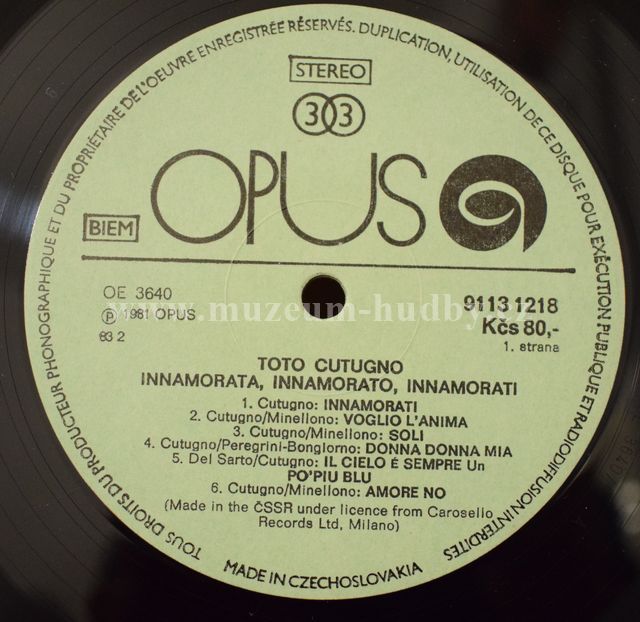 TOUS DROITS DU PRODUCTEUR PHONOGRAPHIQUE ET DU PROPRIÉTAIRE DE L'OEUVRE ENREGISTRÉE RÉSERVÉS. DUPLICATION, UTILISATION DE CE DISQUE POUR EXÉCUTION PUBLIQUE ET RADIODIFFUSION INTERDITES
STEREO
33
OPUS
BIEM
OE 3640
Ⓟ 1981 OPUS
83 2
9113 1218
Kčs 80,-
1. strana
www.muzeum-hudby.cz
TOTO CUTUGNO
INNAMORATA, INNAMORATO, INNAMORATI
1. Cutugno: INNAMORATI
2. Cutugno/Minellono: VOGLIO L'ANIMA
3. Cutugno/Minellono: SOLI
4. Cutugno/Peregrini-Bongiorno: DONNA DONNA MIA
5. Del Sarto/Cutugno: IL CIELO É SEMPRE Un
PO'PIU BLU
6. Cutugno/Minellono: AMORE NO
(Made in the ČSSR under licence from Carosello
Records Ltd, Milano)
MADE IN CZECHOSLOVAKIA